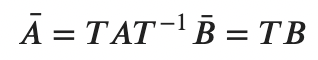 Ā = TAT⁻¹ B̄ = TB